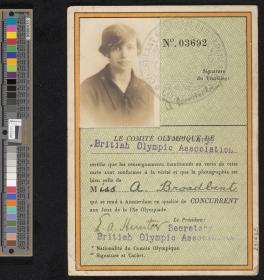 No. 03692
Signature
du Titulaire:
LE COMITÉ OLYMPIQUE DE
British Olympic Association
certifie que les renseignements mentionnés au verso de cette
carte sont conformes à la vérité et que la photographie est
bien celle de
Miss A. Broadbent
qui se rend à Amsterdam en qualité de CONCURRENT
aux Jeux de la IXe Olympiade.
Le Président:
Secretary
British Olympic Association
* Nationalité du Comité Olympique
* Signature et Cachet.